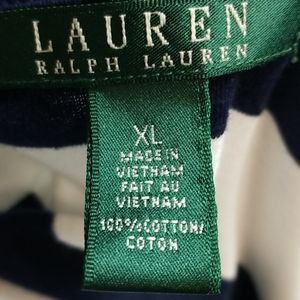 LAUREN
RALPH LAUREN
XL
MADE IN
VIETNAM
FAIT AU
VIETNAM
100% COTTON/
COTON